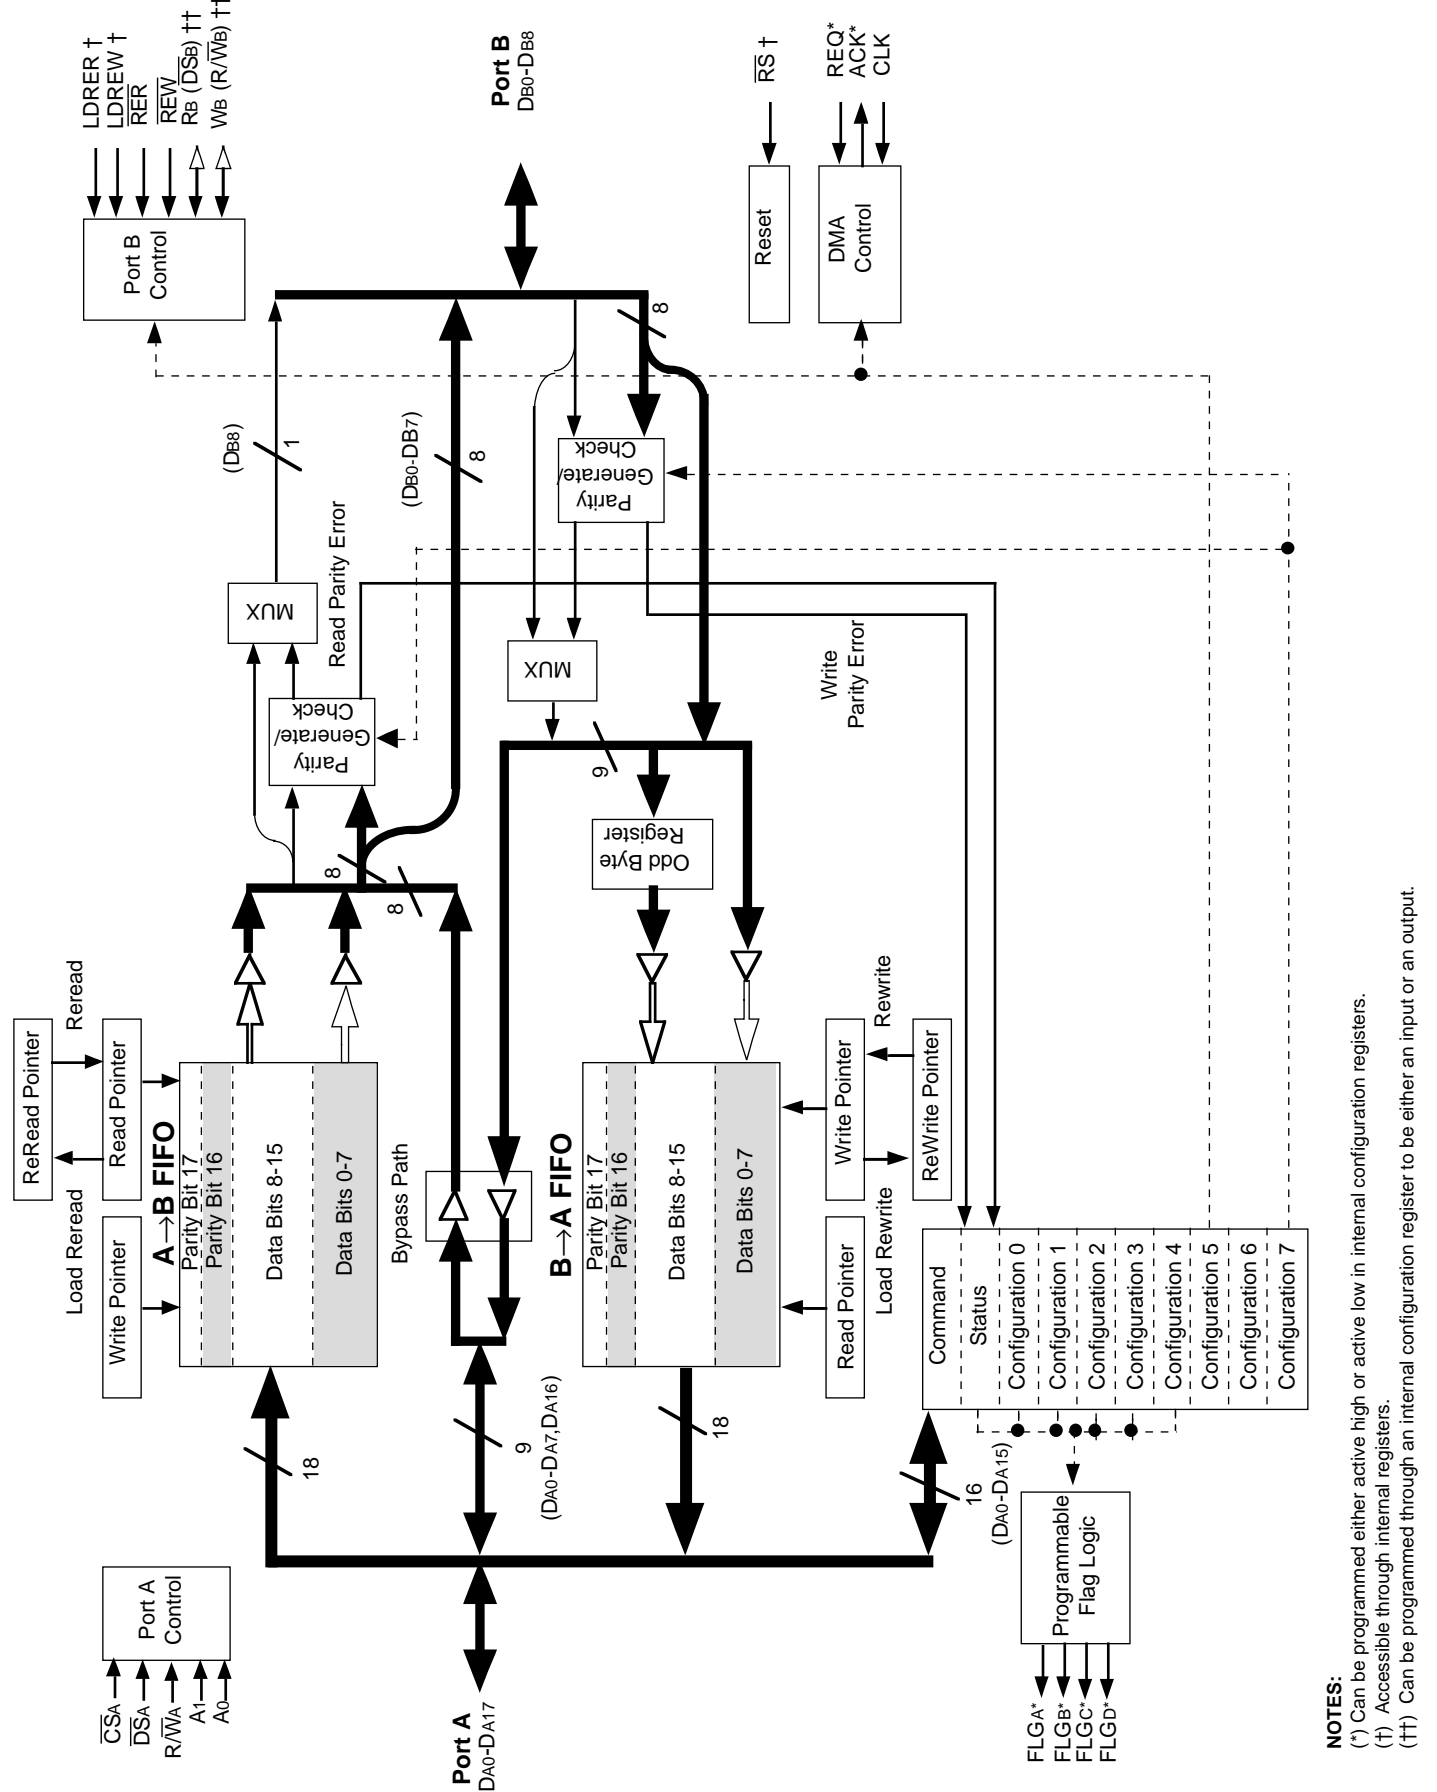 CSA
DSA
R/WA
A1
A0
Port A
Control
Port A
DA0-DA17
18
9
(DA0-DA7,DA16)
18
16
(DA0-DA15)
Programmable
Flag Logic
FLGA*
FLGB*
FLGC*
FLGD*
Write Pointer
Load Reread
ReRead Pointer
Read Pointer
Reread
A→B FIFO
Parity Bit 17
Parity Bit 16
Data Bits 8-15
Data Bits 0-7
Bypass Path
B→A FIFO
Parity Bit 17
Parity Bit 16
Data Bits 8-15
Data Bits 0-7
Read Pointer
Load Rewrite
Write Pointer
Rewrite
ReWrite Pointer
Command
Status
Configuration 0
Configuration 1
Configuration 2
Configuration 3
Configuration 4
Configuration 5
Configuration 6
Configuration 7
8
8
Parity
Generate/
Check
MUX
Read Parity Error
(DB8)
1
(DB0-DB7)
8
Odd Byte
Register
9
MUX
Write
Parity Error
Parity
Generate/
Check
8
Port B
Control
LDRER †
LDREW †
RER
REW
RB (DSB) ††
WB (R/WB) ††
Port B
DB0-DB8
Reset
RS †
DMA
Control
REQ*
ACK*
CLK
NOTES:
(*) Can be programmed either active high or active low in internal configuration registers.
(†) Accessible through internal registers.
(††) Can be programmed through an internal configuration register to be either an input or an output.